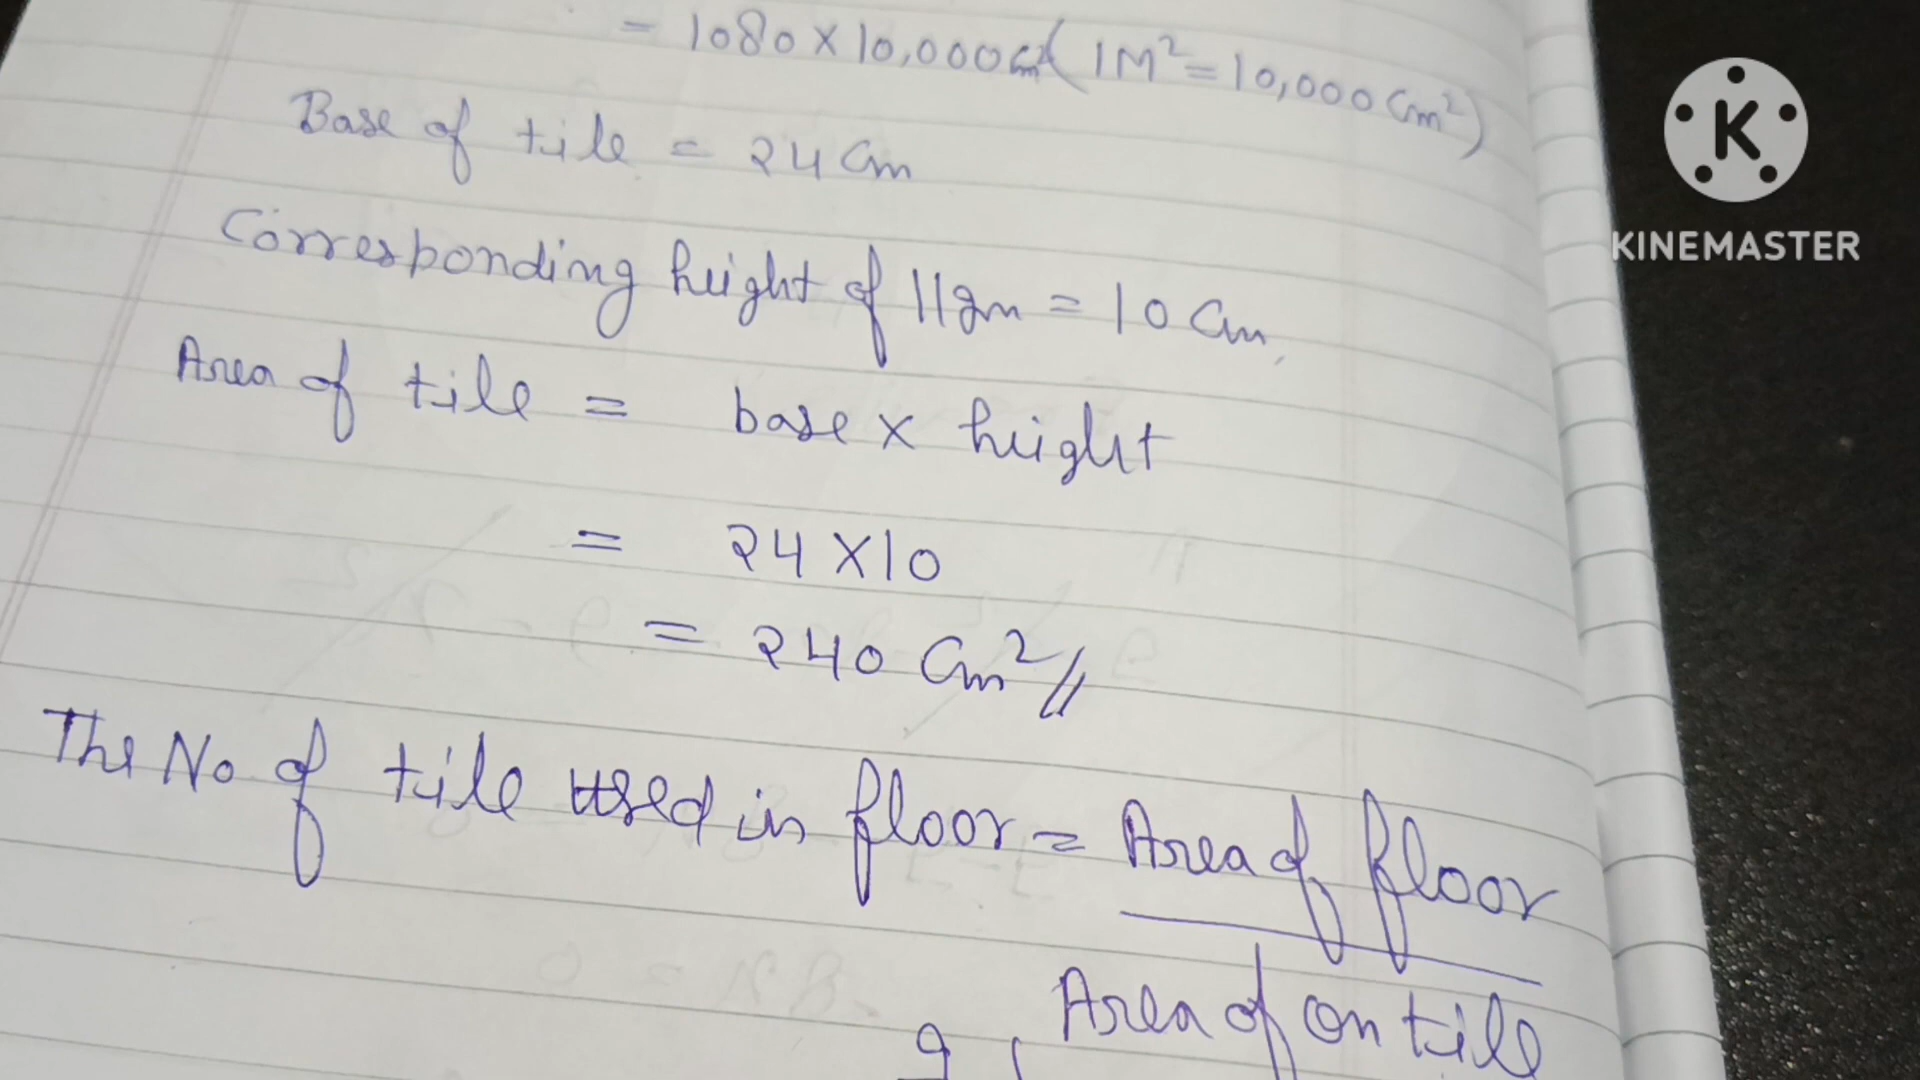 = 1080 × 10,000 cm² ( 1M² = 10,000 Cm² )
Base of tile = 24 Cm
Corresponding height of llgm = 10 Cm,
Area of tile = base × height
= 24 × 10
= 240 Cm² //
The No of tile used in floor = Area of floor
Area of on tile
K
KINEMASTER